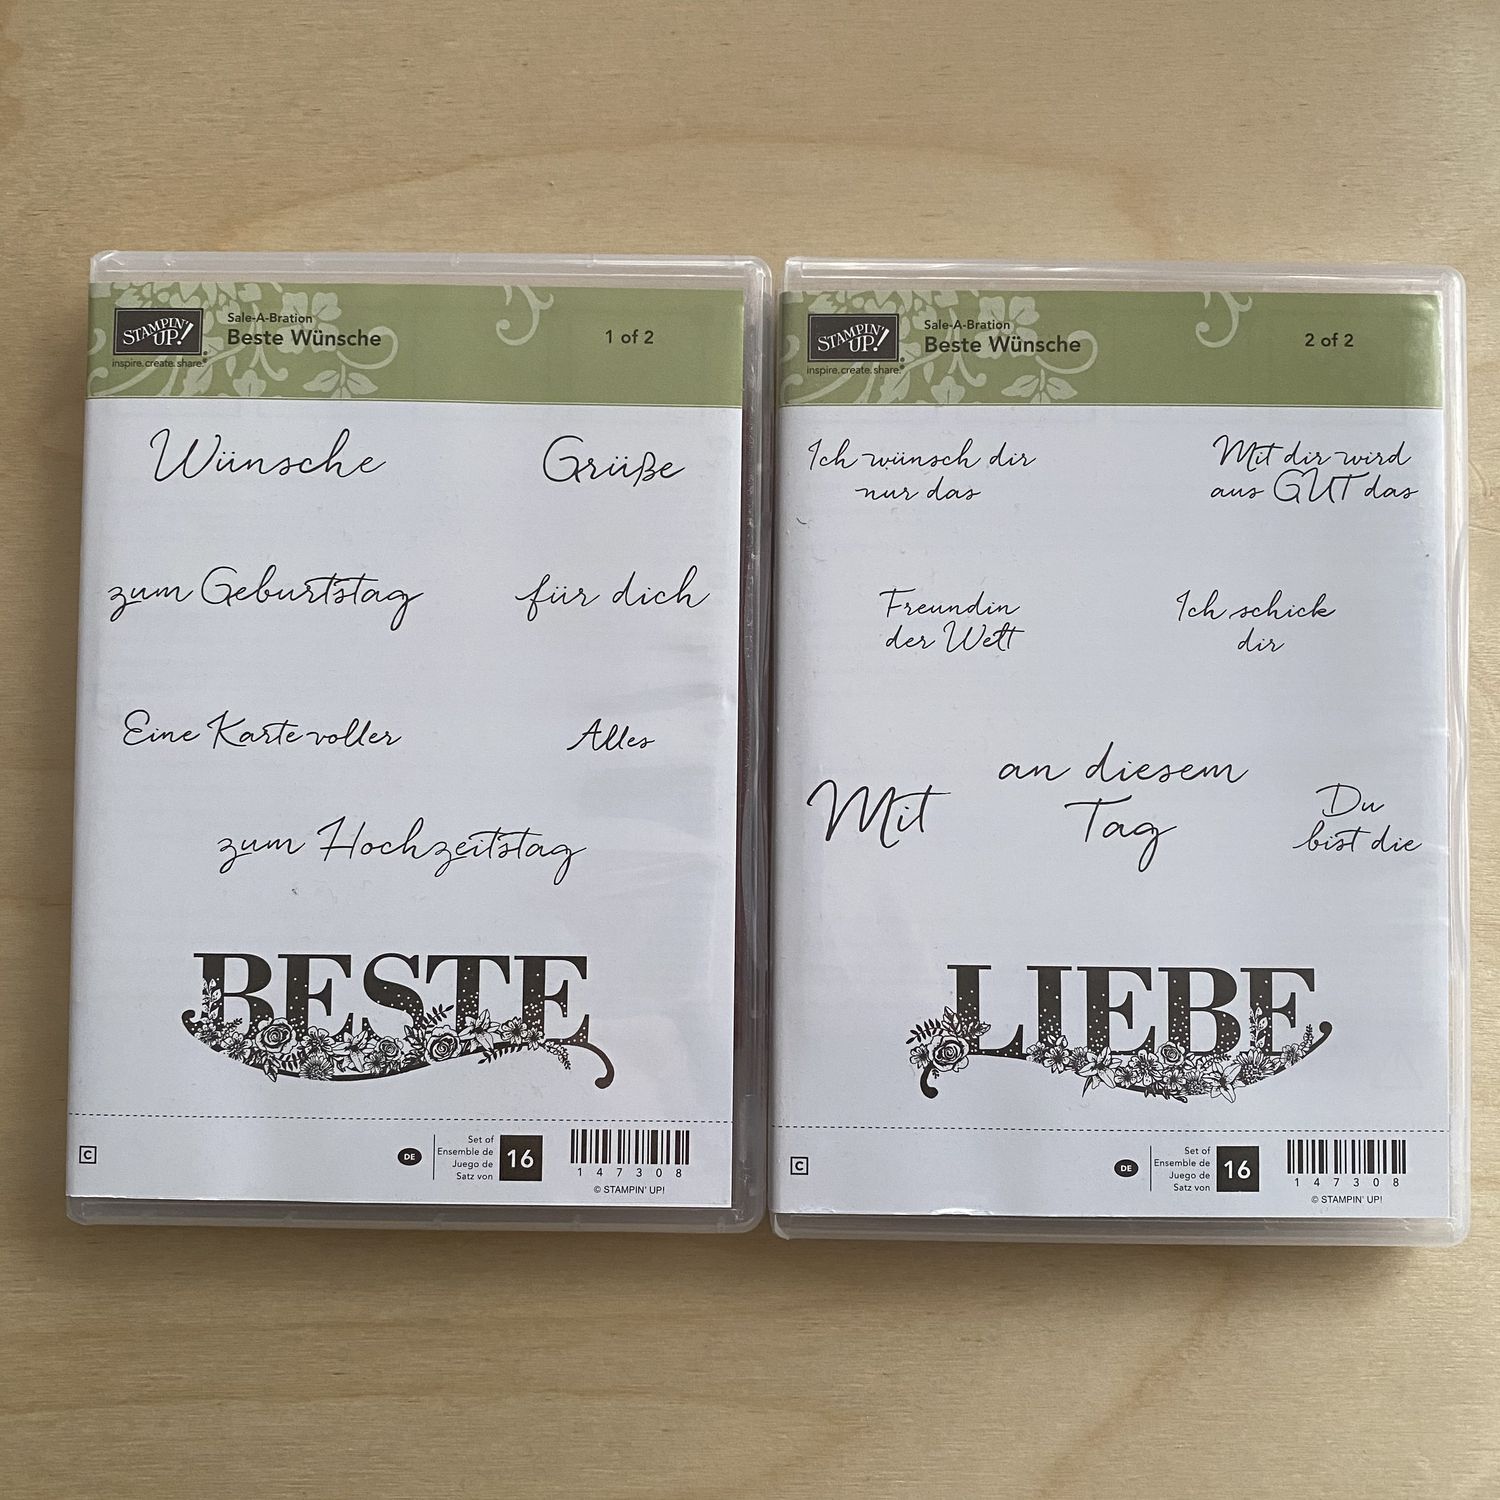 STAMPIN' UP!
inspire.create.share.®
Sale-A-Bration
Beste Wünsche
1 of 2
Wünsche
Grüße
zum Geburtstag
für dich
Eine Karte voller
Alles
zum Hochzeitstag
BESTE
C
DE
Set of
Ensemble de
Juego de
Satz von
16
147308
© STAMPIN' UP!
STAMPIN' UP!
inspire.create.share.®
Sale-A-Bration
Beste Wünsche
2 of 2
Ich wünsch dir
nur das
Mit dir wird
aus GUT das
Freundin
der Welt
Ich schick
dir
Mit
an diesem
Tag
Du
bist die
LIEBE
C
DE
Set of
Ensemble de
Juego de
Satz von
16
147308
© STAMPIN' UP!